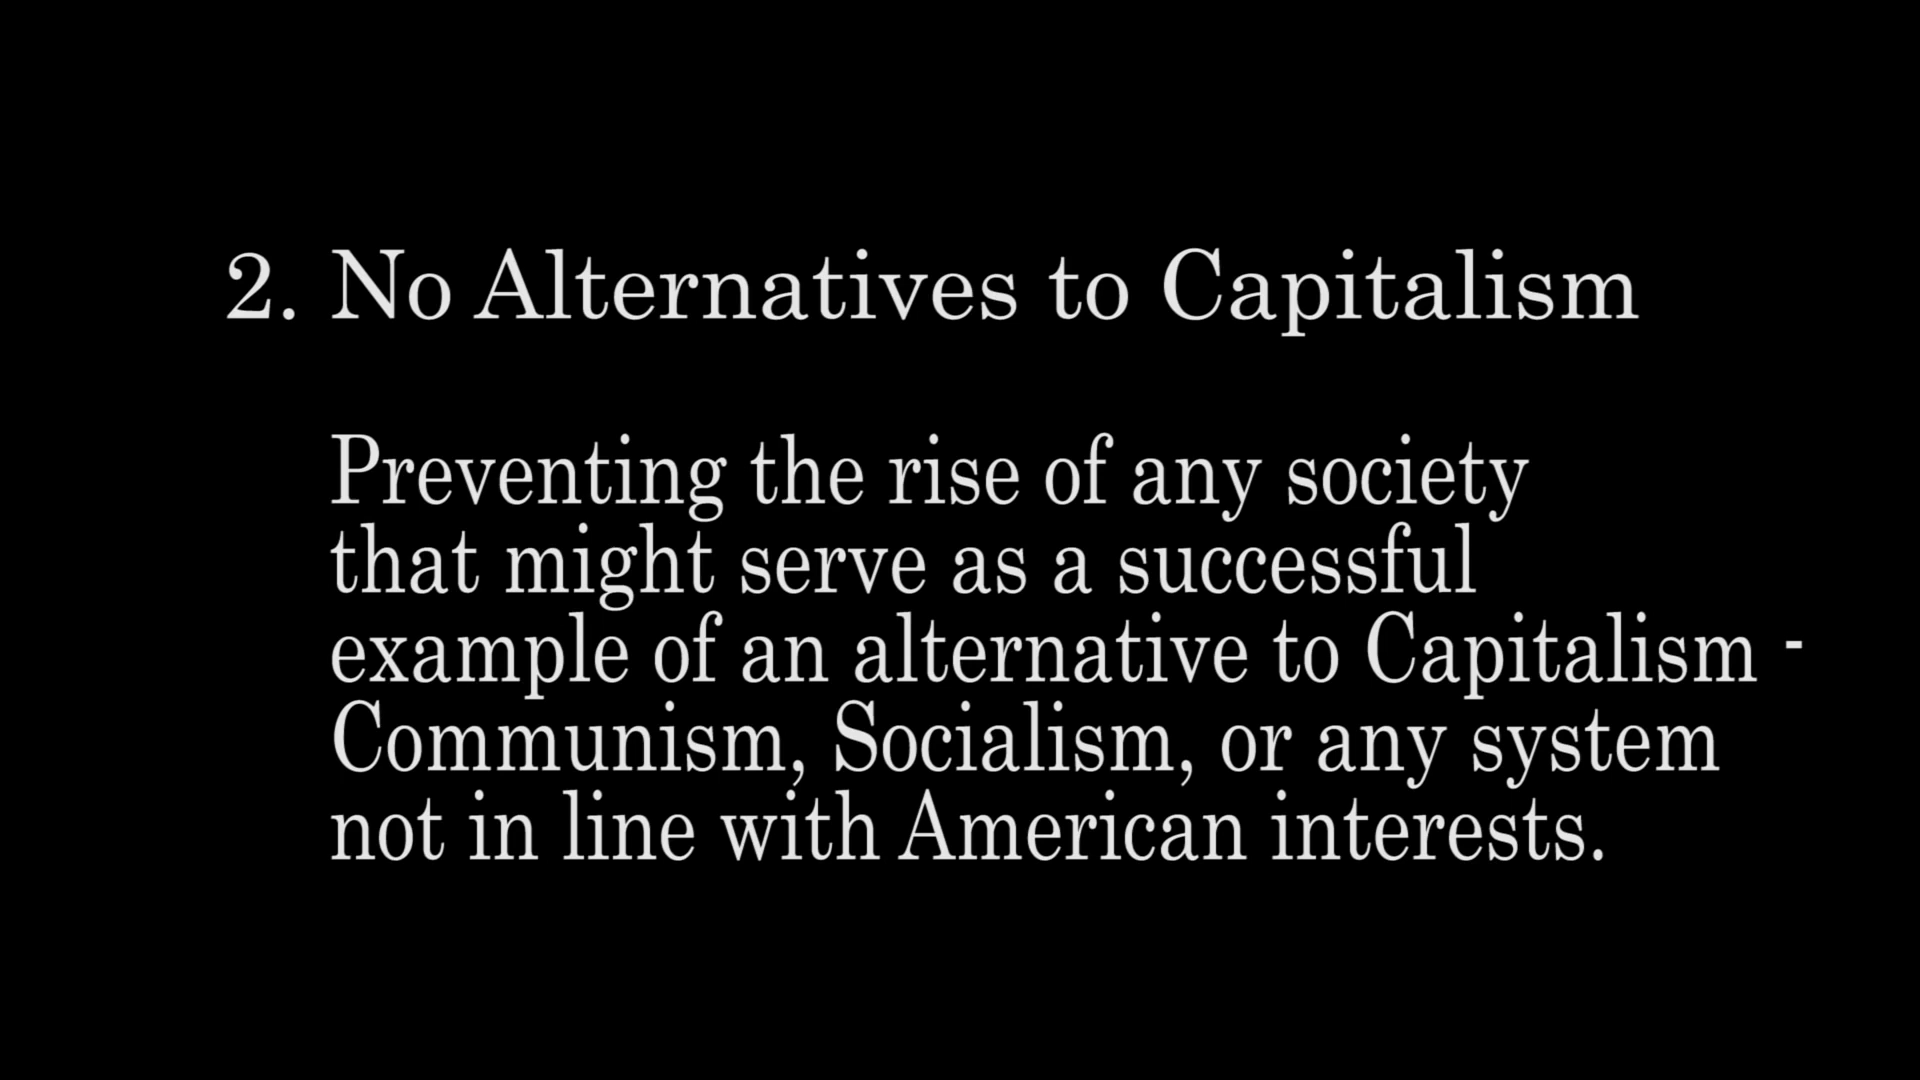 2. No Alternatives to Capitalism
Preventing the rise of any society
that might serve as a successful
example of an alternative to Capitalism -
Communism, Socialism, or any system
not in line with American interests.